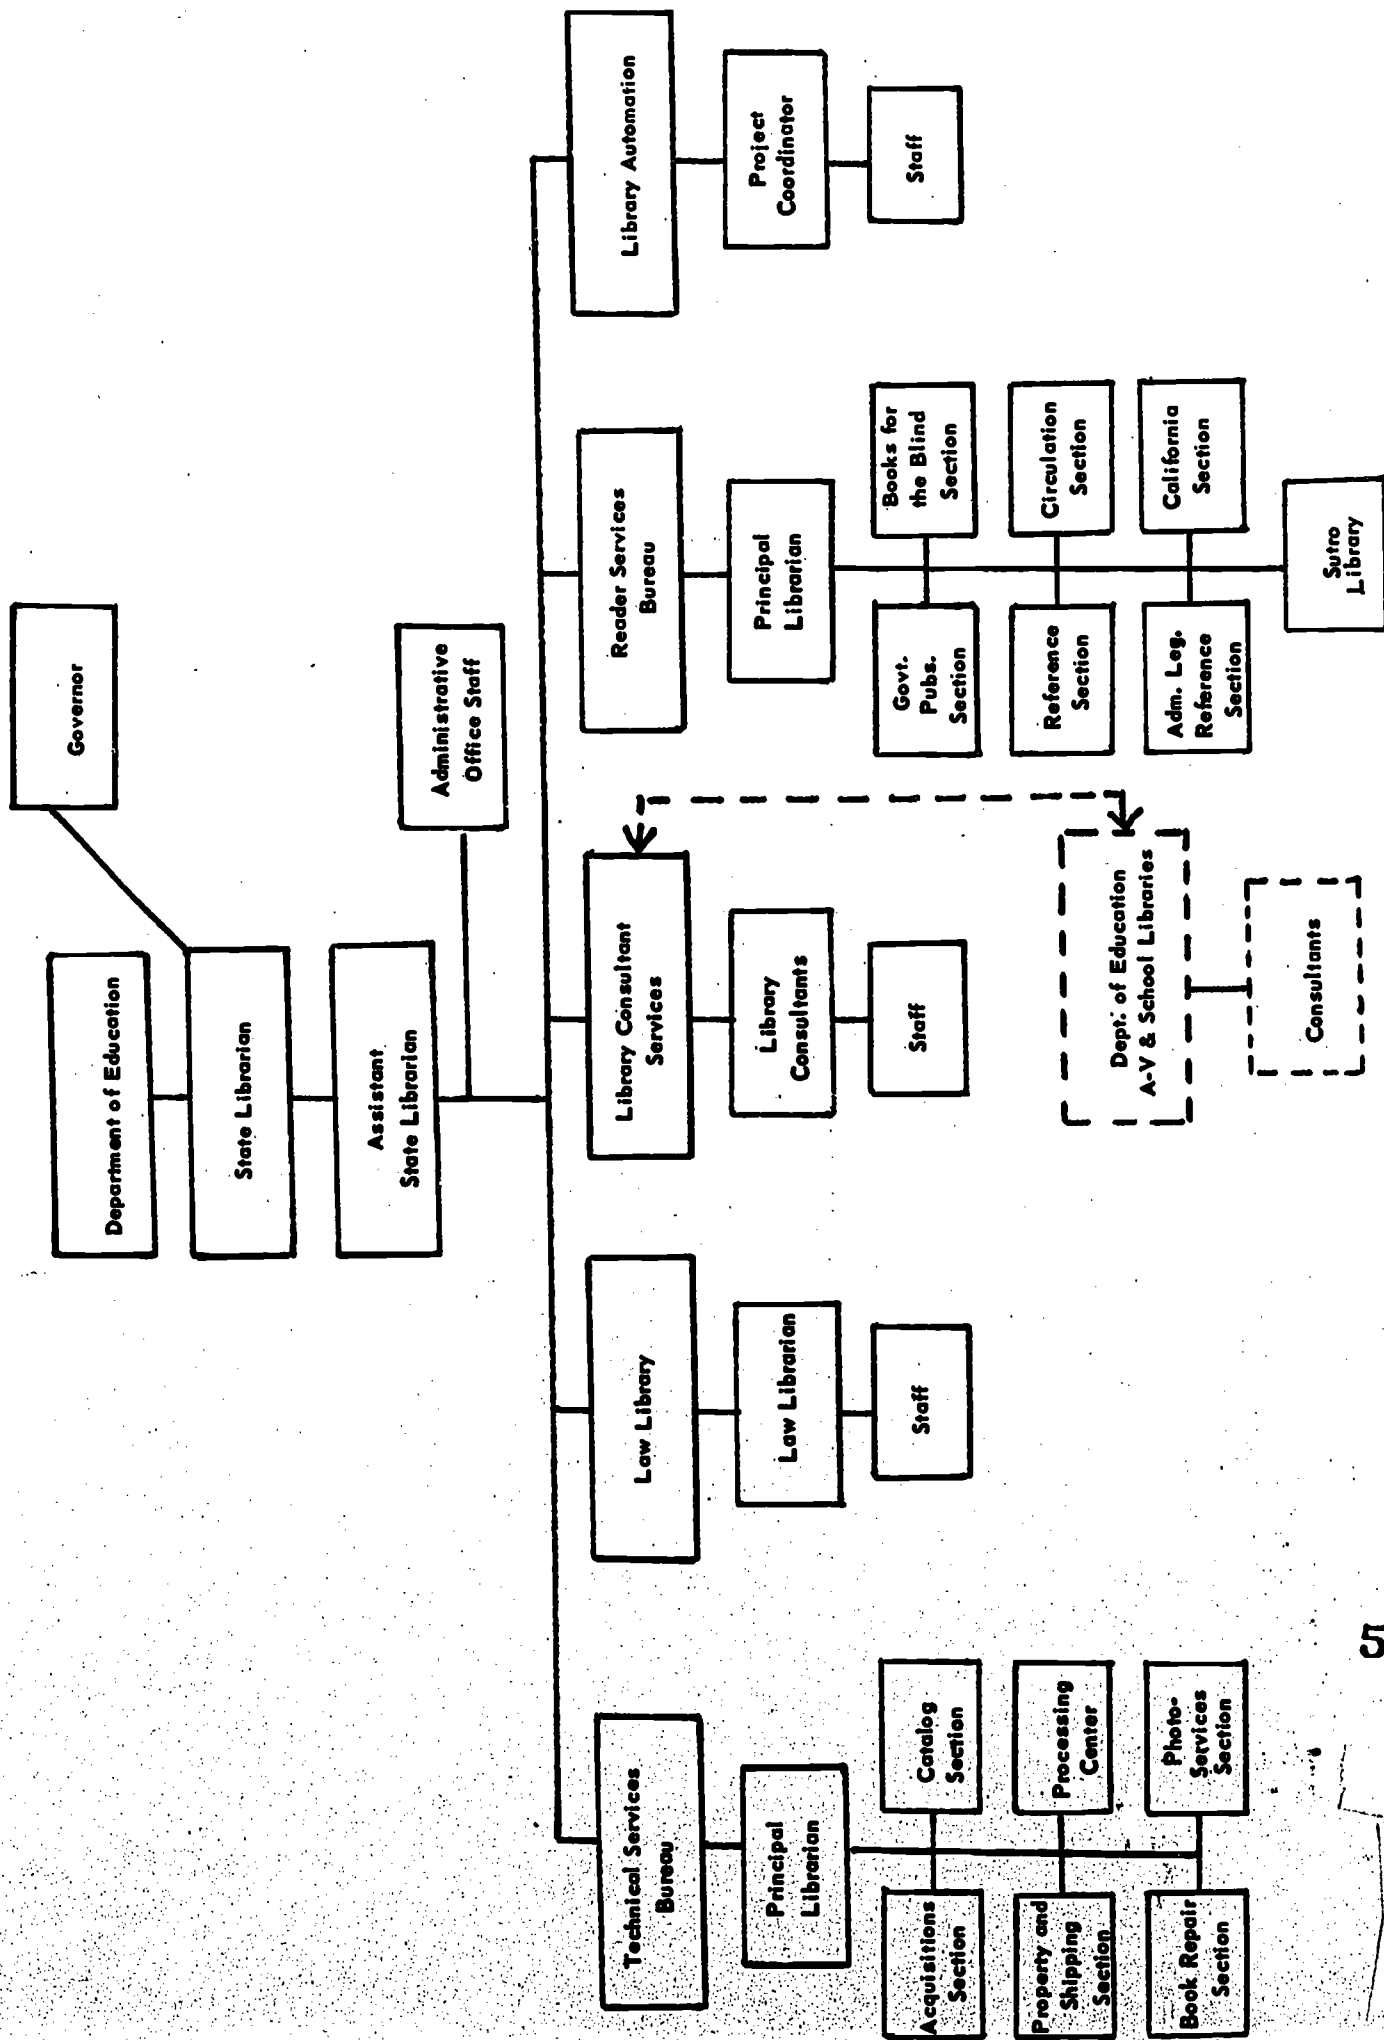 Governor
Department of Education
State Librarian
Assistant
State Librarian
Administrative
Office Staff
Technical Services
Bureau
Principal
Librarian
Acquisitions
Section
Catalog
Section
Property and
Shipping
Section
Processing
Center
Book Repair
Section
Photo-
Services
Section
Law Library
Law Librarian
Staff
Library Consultant
Services
Library
Consultants
Staff
Dept. of Education
A-V & School Libraries
Consultants
Reader Services
Bureau
Principal
Librarian
Govt.
Pubs.
Section
Books for
the Blind
Section
Reference
Section
Circulation
Section
Adm. Leg.
Reference
Section
California
Section
Sutro
Library
Library Automation
Project
Coordinator
Staff
5